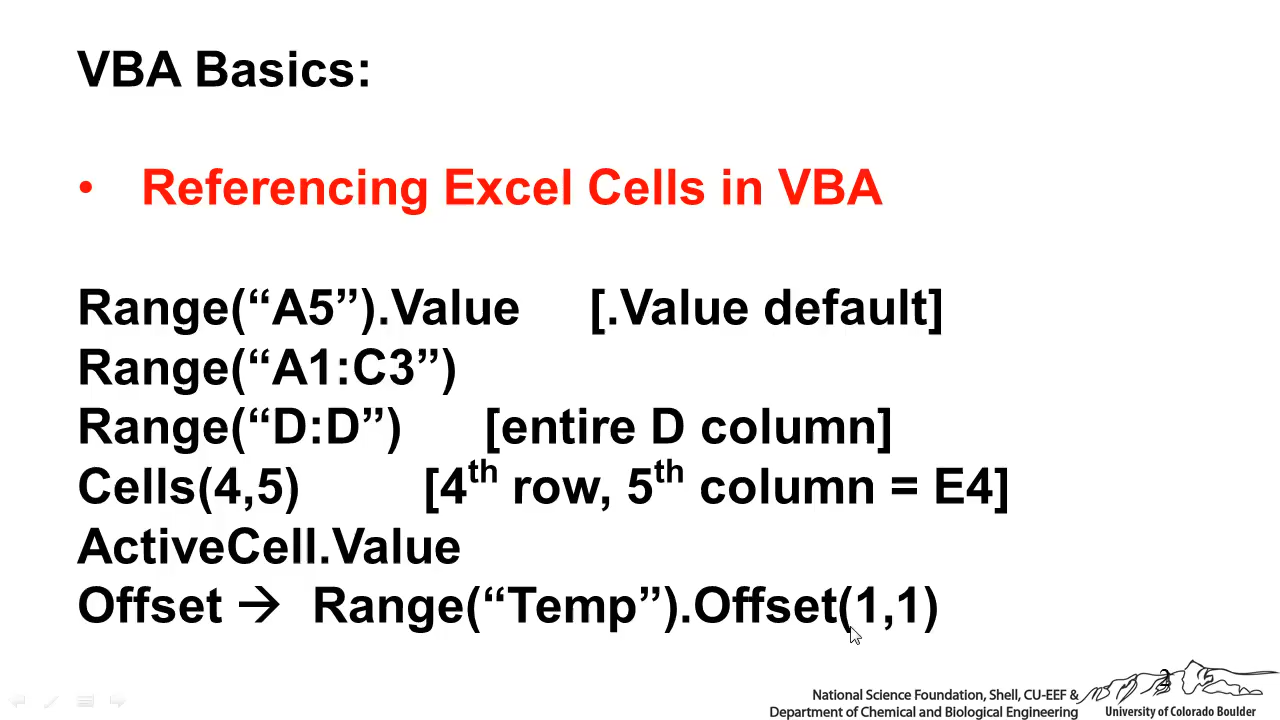 VBA Basics:
• Referencing Excel Cells in VBA
Range(“A5”).Value [.Value default]
Range(“A1:C3”)
Range(“D:D”) [entire D column]
Cells(4,5) [4th row, 5th column = E4]
ActiveCell.Value
Offset → Range(“Temp”).Offset(1,1)
National Science Foundation, Shell, CU-EEF &
Department of Chemical and Biological Engineering
University of Colorado Boulder